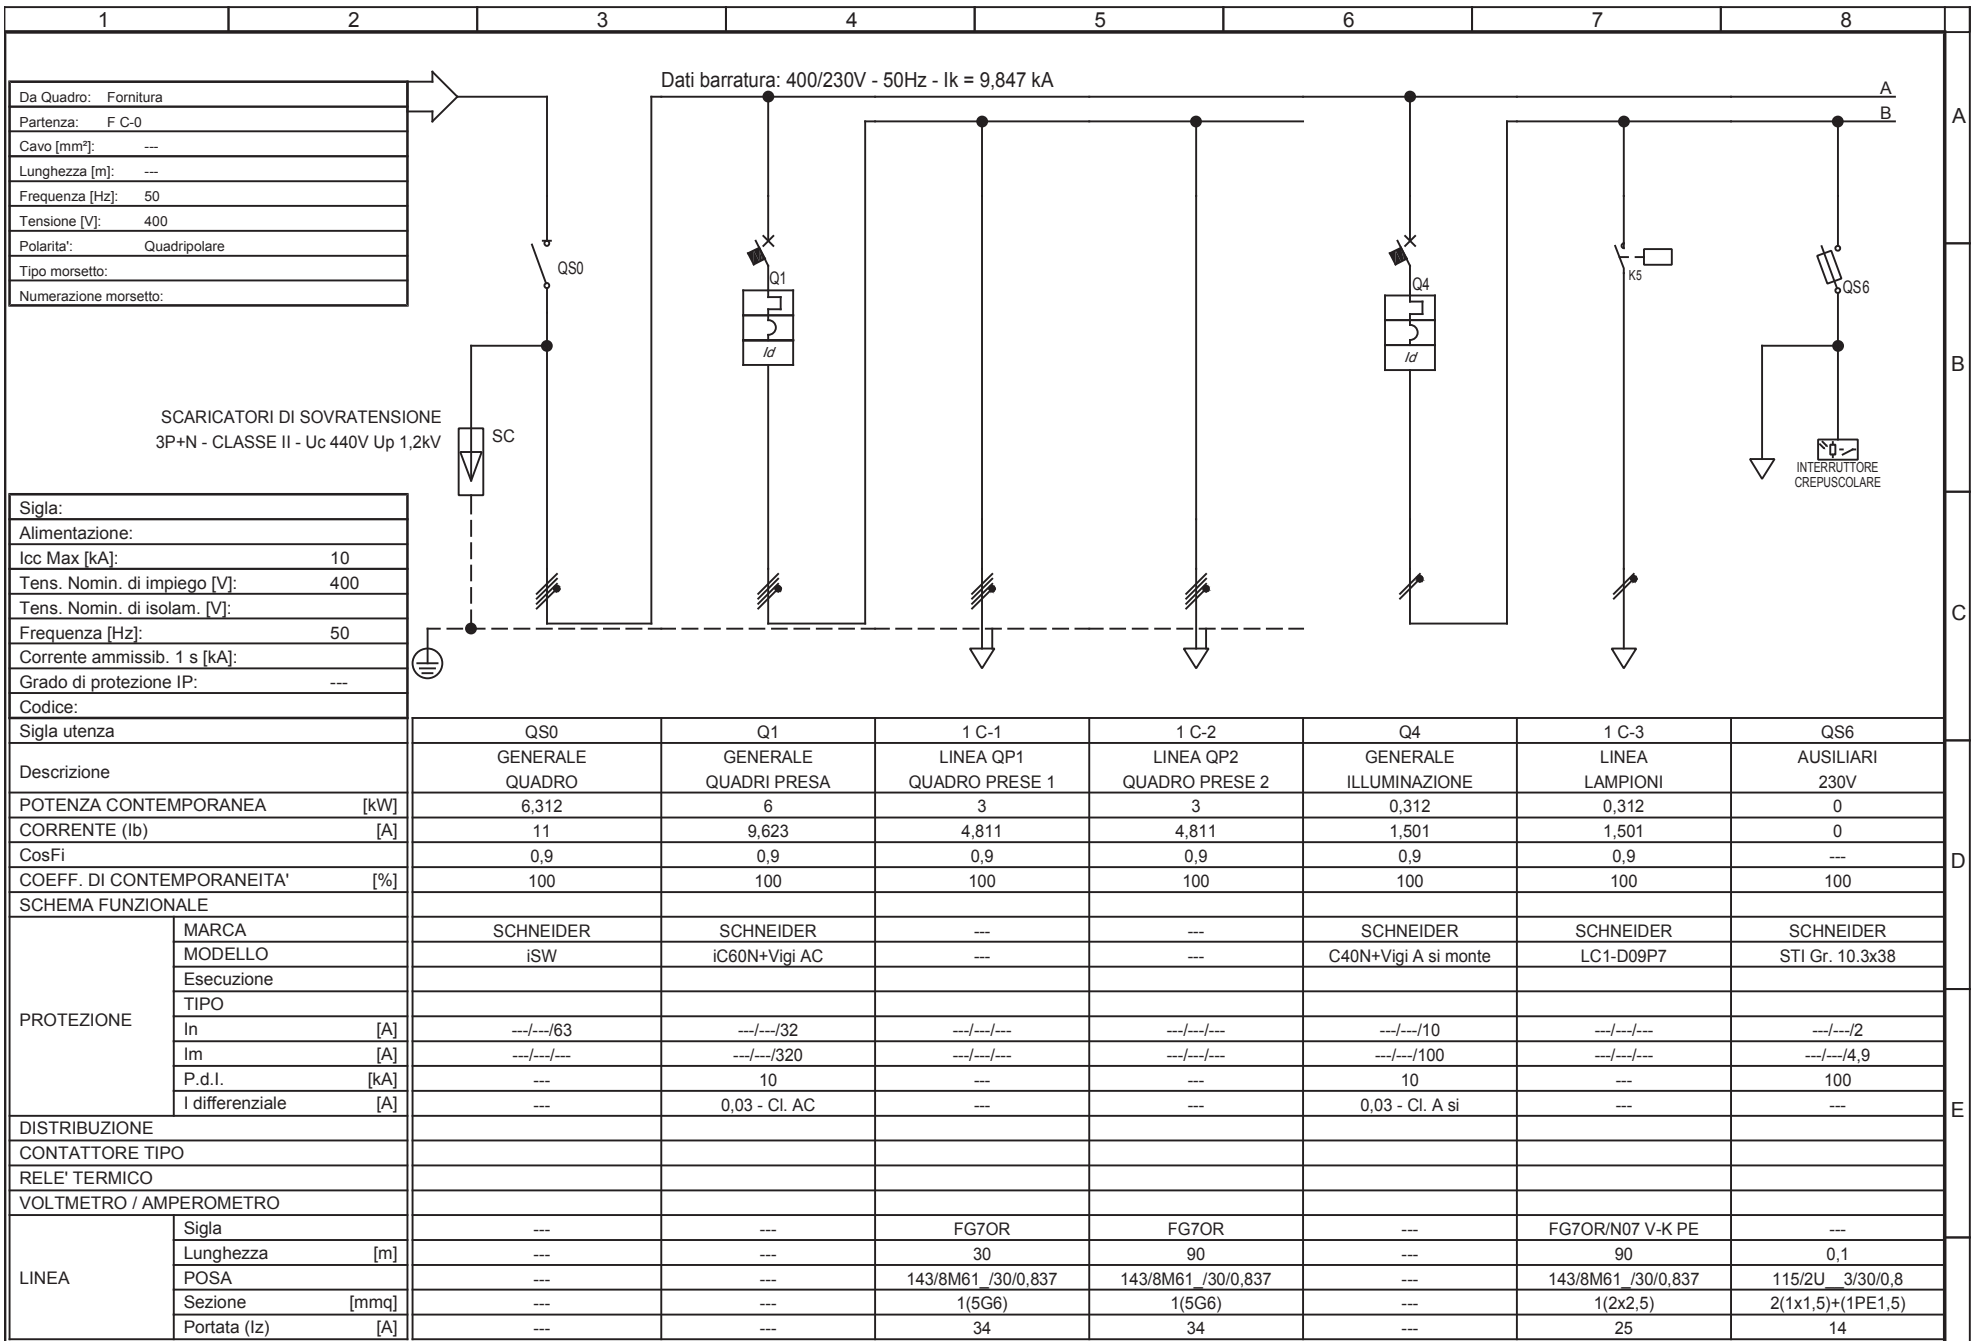 1 2 3 4 5 6 7 8
Dati barratura: 400/230V - 50Hz - Ik = 9,847 kA
A
B
A
Da Quadro: Fornitura
Partenza: F C-0
Cavo [mm²]: ---
Lunghezza [m]: ---
Frequenza [Hz]: 50
Tensione [V]: 400
Polarita': Quadripolare
Tipo morsetto:
Numerazione morsetto:
QS0
Q1
Id
Q4
Id
K5
QS6
B
SCARICATORI DI SOVRATENSIONE
3P+N - CLASSE II - Uc 440V Up 1,2kV
SC
INTERRUTTORE
CREPUSCOLARE
Sigla:
Alimentazione:
Icc Max [kA]: 10
Tens. Nomin. di impiego [V]: 400
Tens. Nomin. di isolam. [V]:
Frequenza [Hz]: 50
Corrente ammissib. 1 s [kA]:
Grado di protezione IP: ---
Codice:
C
Sigla utenza QS0 Q1 1 C-1 1 C-2 Q4 1 C-3 QS6
Descrizione
GENERALE GENERALE LINEA QP1 LINEA QP2 GENERALE LINEA AUSILIARI
QUADRO QUADRI PRESA QUADRO PRESE 1 QUADRO PRESE 2 ILLUMINAZIONE LAMPIONI 230V
POTENZA CONTEMPORANEA [kW] 6,312 6 3 3 0,312 0,312 0
CORRENTE (Ib) [A] 11 9,623 4,811 4,811 1,501 1,501 0
CosFi 0,9 0,9 0,9 0,9 0,9 0,9 ---
D
COEFF. DI CONTEMPORANEITA' [%] 100 100 100 100 100 100 100
SCHEMA FUNZIONALE
PROTEZIONE
MARCA SCHNEIDER SCHNEIDER --- --- SCHNEIDER SCHNEIDER SCHNEIDER
MODELLO iSW iC60N+Vigi AC --- --- C40N+Vigi A si monte LC1-D09P7 STI Gr. 10.3x38
Esecuzione
TIPO
In [A] ---/---/63 ---/---/32 ---/---/--- ---/---/--- ---/---/10 ---/---/--- ---/---/2
Im [A] ---/---/--- ---/---/320 ---/---/--- ---/---/--- ---/---/100 ---/---/--- ---/---/4,9
P.d.I. [kA] --- 10 --- --- 10 --- 100
I differenziale [A] --- 0,03 - Cl. AC --- --- 0,03 - Cl. A si --- ---
E
DISTRIBUZIONE
CONTATTORE TIPO
RELE' TERMICO
VOLTMETRO / AMPEROMETRO
LINEA
Sigla --- --- FG7OR FG7OR --- FG7OR/N07 V-K PE ---
Lunghezza [m] --- --- 30 90 --- 90 0,1
POSA --- --- 143/8M61_/30/0,837 143/8M61_/30/0,837 --- 143/8M61_/30/0,837 115/2U__3/30/0,8
Sezione [mmq] --- --- 1(5G6) 1(5G6) --- 1(2x2,5) 2(1x1,5)+(1PE1,5)
Portata (Iz) [A] --- --- 34 34 --- 25 14